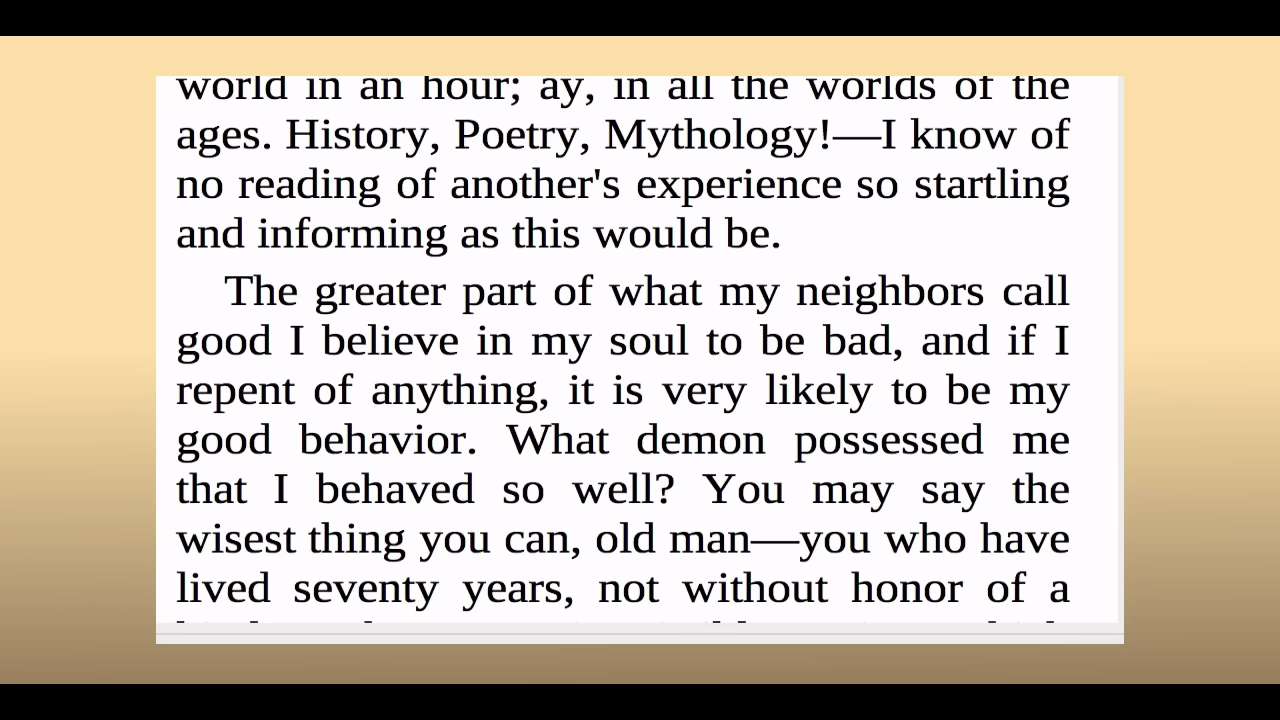 world in an hour; ay, in all the worlds of the
ages. History, Poetry, Mythology!—I know of
no reading of another's experience so startling
and informing as this would be.
The greater part of what my neighbors call
good I believe in my soul to be bad, and if I
repent of anything, it is very likely to be my
good behavior. What demon possessed me
that I behaved so well? You may say the
wisest thing you can, old man—you who have
lived seventy years, not without honor of a